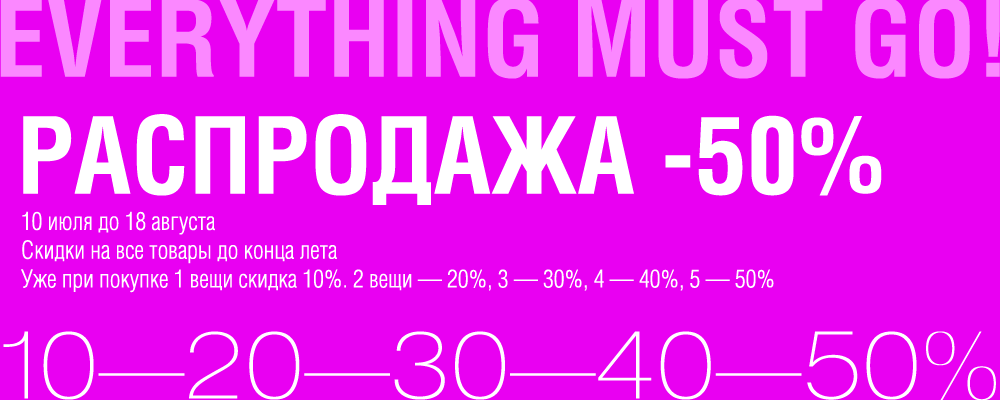 EVERYTHING MUST GO!
РАСПРОДАЖА -50%
10 июля до 18 августа
Скидки на все товары до конца лета
Уже при покупке 1 вещи скидка 10%. 2 вещи — 20%, 3 — 30%, 4 — 40%, 5 — 50%
10—20—30—40—50%